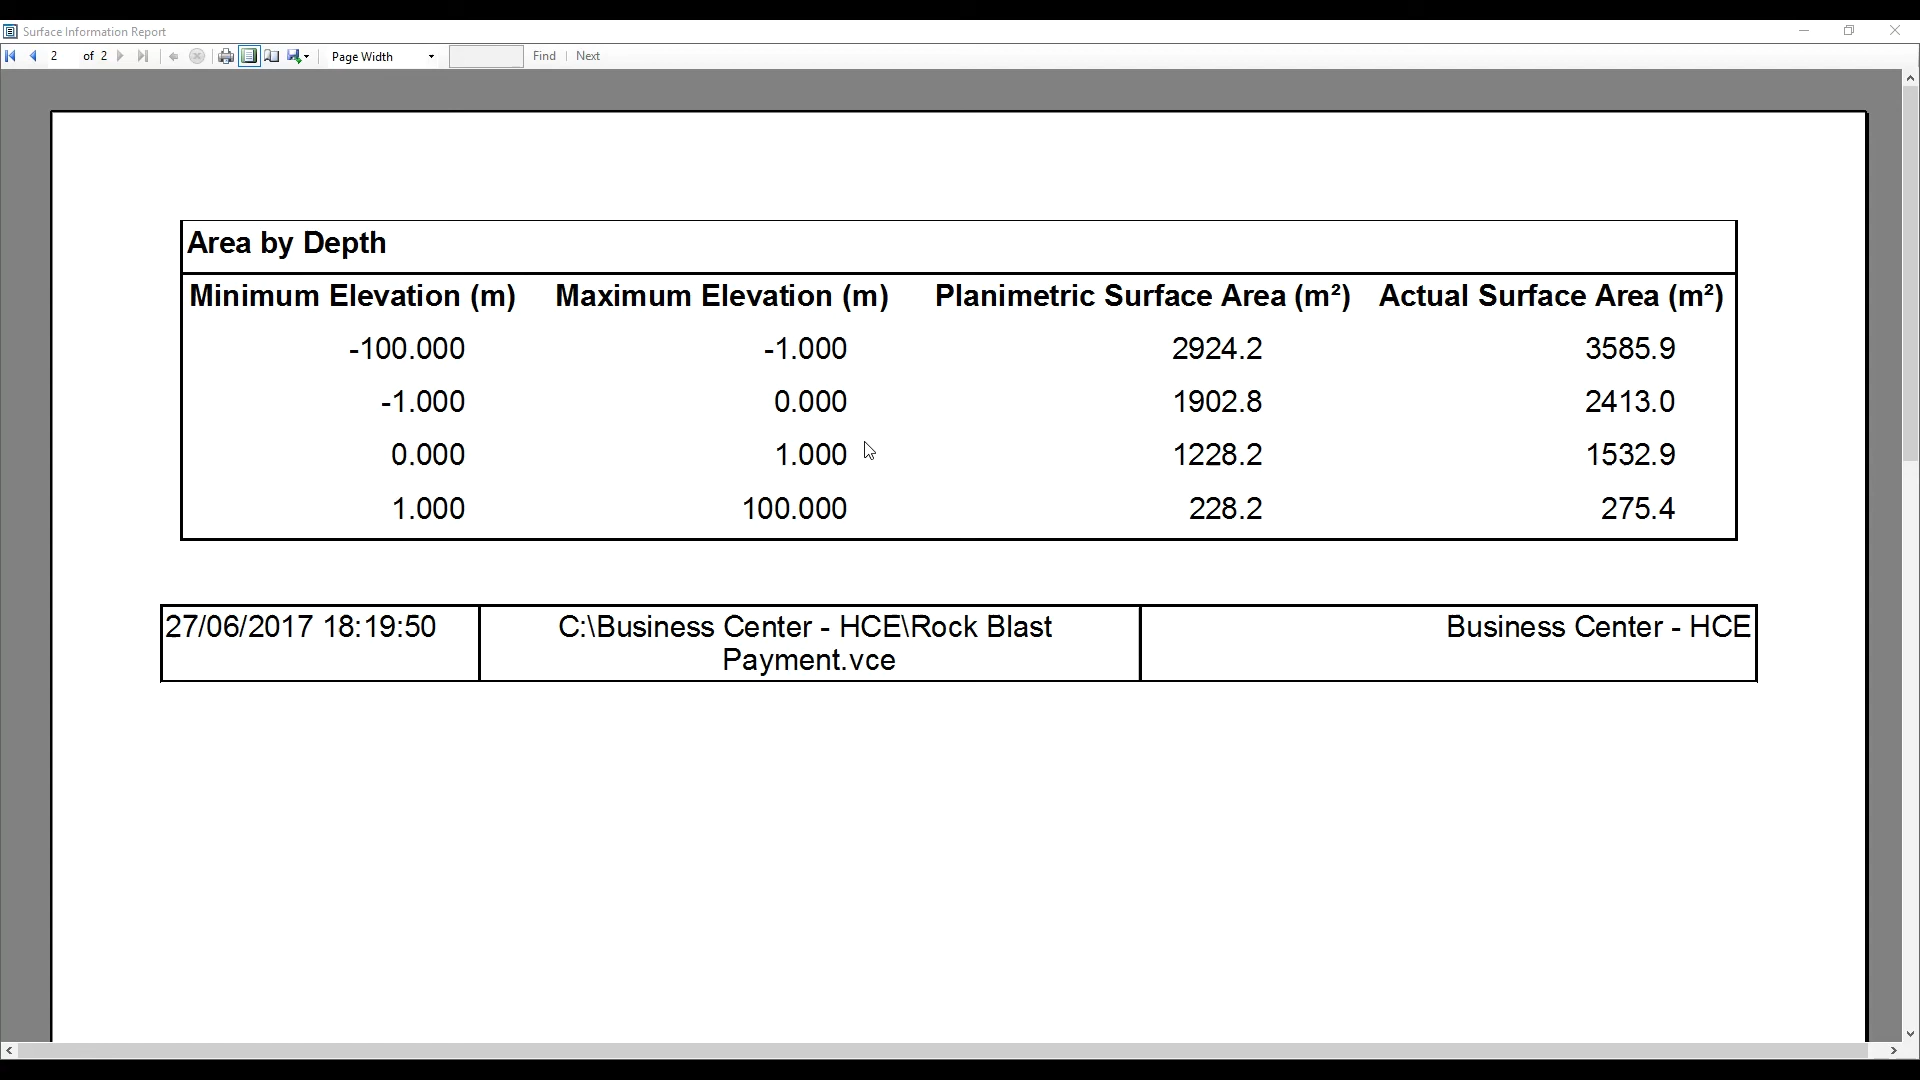 Surface Information Report
2 of 2 Page Width Find Next
Area by Depth
Minimum Elevation (m) Maximum Elevation (m) Planimetric Surface Area (m²) Actual Surface Area (m²)
-100.000 -1.000 2924.2 3585.9
-1.000 0.000 1902.8 2413.0
0.000 1.000 1228.2 1532.9
1.000 100.000 228.2 275.4
27/06/2017 18:19:50 C:\Business Center - HCE\Rock Blast Business Center - HCE
Payment.vce